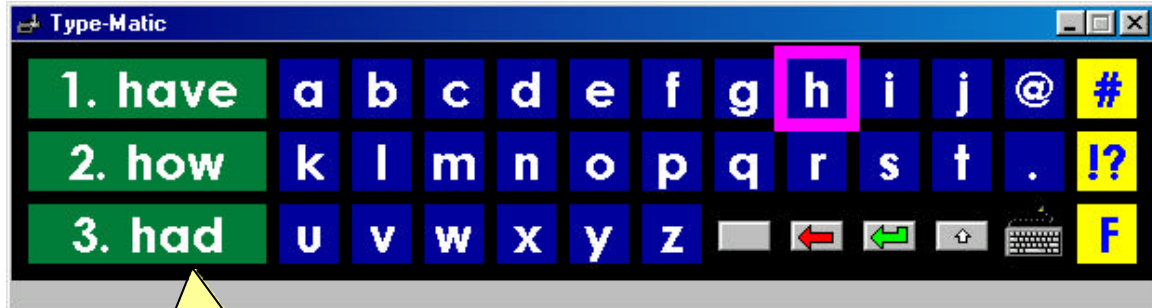 Type-Matic
1. have a b c d e f g h i j @ #
2. how k l m n o p q r s t . !?
3. had u v w x y z F